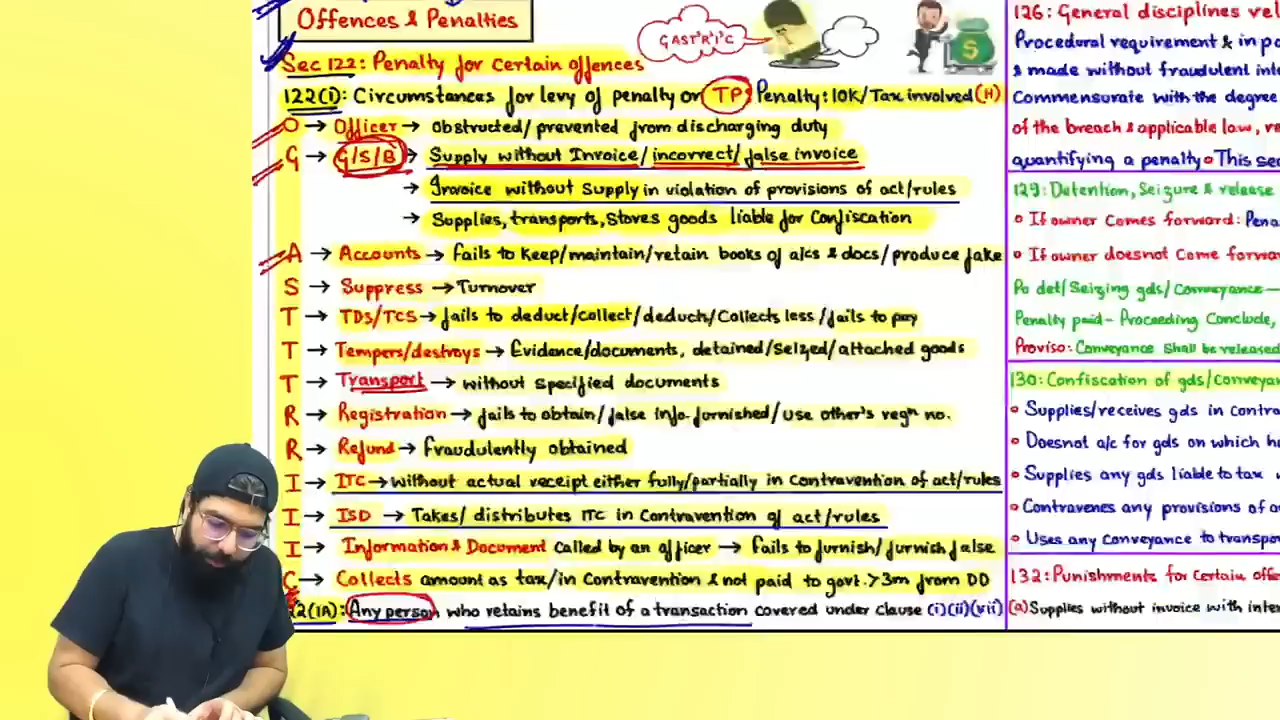 Offences & Penalties
GAST³R²I³C
Sec 122: Penalty for certain offences
122(1): Circumstances for levy of penalty on TP: Penalty: 10K/Tax involved (H)
O → Officer → obstructed/prevented from discharging duty
G → G/S/B → Supply without Invoice/ incorrect/ false invoice
→ Invoice without Supply in violation of provisions of act/rules
→ Supplies, transports, Stores goods liable for Confiscation
A → Accounts → fails to keep/maintain/retain books of a/cs & docs/produce fake
S → Suppress → Turnover
T → TDS/TCS → fails to deduct/collect/deducts/Collects less/fails to pay
T → Tempers/destroys → Evidence/documents, detained/Seized/attached goods
T → Transport → without specified documents
R → Registration → fails to obtain/false info. furnished/use other's regn no.
R → Refund → fraudulently obtained
I → ITC → without actual receipt either fully/partially in Contravention of act/rules
I → ISD → Takes/ distributes ITC in Contravention of act/rules
I → Information & Document called by an officer → fails to furnish/furnish false
C → Collects amount as tax/in Contravention & not paid to govt. >3m from DD
2(1A): Any person who retains benefit of a transaction covered under clause (i)(ii)(vii)
126: General disciplines rel
Procedural requirement & in
& made without fraudulent
Commensurate with the degree
of the breach & applicable law,
quantifying a penalty • This
129: Detention, Seizure & release
• If owner comes forward:
• If owner doesnot come
Po det/Seizing gds/Conveyance—
Penalty paid- Proceeding Conclude,
Proviso: Conveyance shall be released
130: Confiscation of gds/
• Supplies/receives gds in
• Doesnot a/c for gds on which
• Supplies any gds liable to tax
• Contravenes any provisions of
• Uses any conveyance to
132: Punishments for Certain
(a) Supplies without invoice with